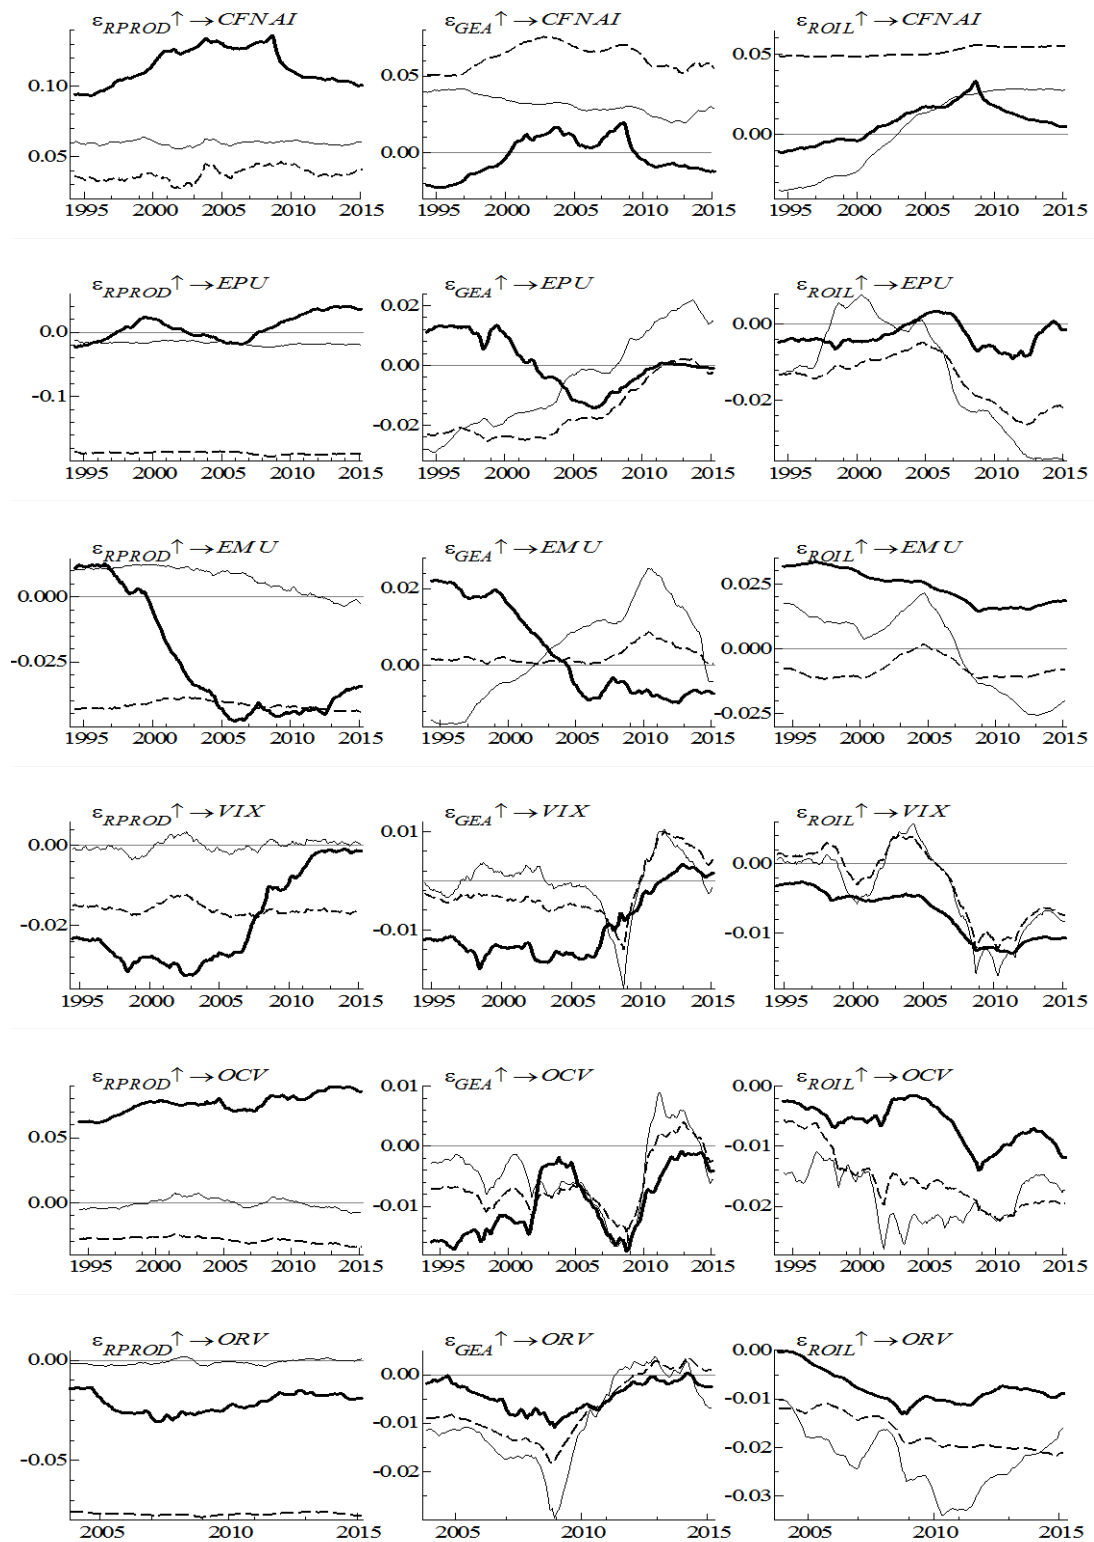 ε_RPROD↑→CFNAI ε_GEA↑→CFNAI ε_ROIL↑→CFNAI
0.10 0.05 0.05
0.05 0.00 0.00
1995 2000 2005 2010 2015 1995 2000 2005 2010 2015 1995 2000 2005 2010 2015
ε_RPROD↑→EPU ε_GEA↑→EPU ε_ROIL↑→EPU
0.0 0.02 0.00
-0.1 0.00 -0.02
-0.02
1995 2000 2005 2010 2015 1995 2000 2005 2010 2015 1995 2000 2005 2010 2015
ε_RPROD↑→EMU ε_GEA↑→EMU ε_ROIL↑→EMU
0.000 0.02 0.025
-0.025 0.00 0.000
-0.025
1995 2000 2005 2010 2015 1995 2000 2005 2010 2015 1995 2000 2005 2010 2015
ε_RPROD↑→VIX ε_GEA↑→VIX ε_ROIL↑→VIX
0.00 0.01 0.00
-0.02 -0.01 -0.01
1995 2000 2005 2010 2015 1995 2000 2005 2010 2015 1995 2000 2005 2010 2015
ε_RPROD↑→OCV ε_GEA↑→OCV ε_ROIL↑→OCV
0.05 0.01 0.00
0.00 0.00 -0.01
-0.01 -0.02
1995 2000 2005 2010 2015 1995 2000 2005 2010 2015 1995 2000 2005 2010 2015
ε_RPROD↑→ORV ε_GEA↑→ORV ε_ROIL↑→ORV
0.00 0.00 0.00
-0.05 -0.01 -0.01
-0.02 -0.02
-0.03
2005 2010 2015 2005 2010 2015 2005 2010 2015